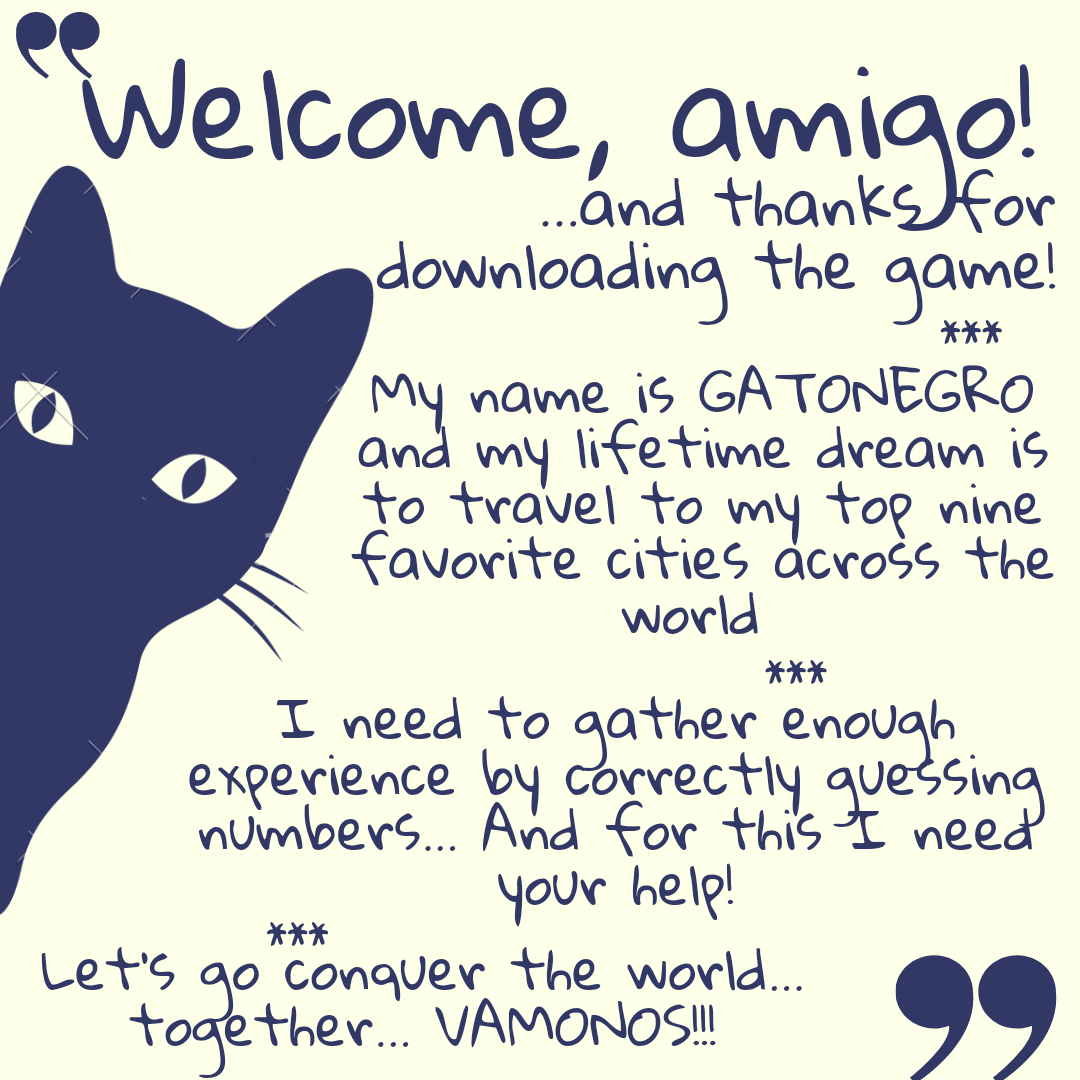 Welcome, amigo!
...and thanks for
downloading the game!
***
My name is GATONEGRO
and my lifetime dream is
to travel to my top nine
favorite cities across the
world
***
I need to gather enough
experience by correctly guessing
numbers... And for this I need
your help!
***
Let's go conquer the world...
together... VAMONOS!!!